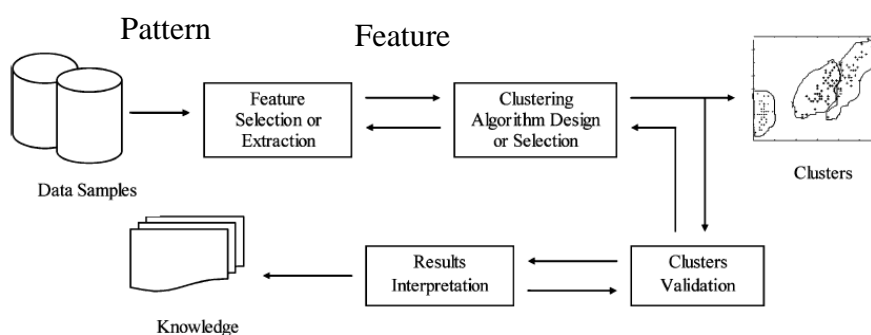 Pattern
Feature
Feature
Selection or
Extraction
Clustering
Algorithm Design
or Selection
Data Samples
Clusters
Results
Interpretation
Clusters
Validation
Knowledge